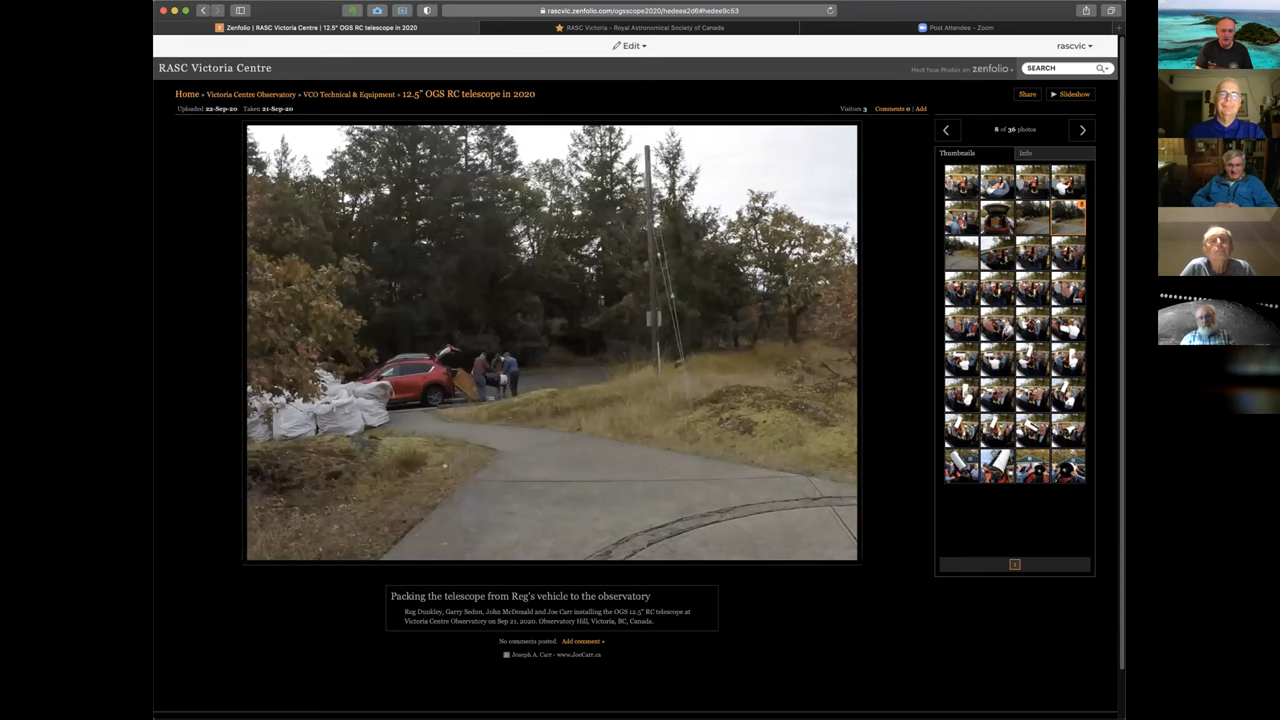 rascvic.zenfolio.com/ogsscope2020/hedeea2d6#hedee9c53
Zenfolio | RASC Victoria Centre | 12.5" OGS RC telescope in 2020
RASC Victoria - Royal Astronomical Society of Canada
Post Attendee - Zoom
Edit
rascvic
RASC Victoria Centre
Host Your Photos on zenfolio »
SEARCH
Home » Victoria Centre Observatory » VCO Technical & Equipment » 12.5" OGS RC telescope in 2020
Share
Slideshow
Uploaded 22-Sep-20 Taken 21-Sep-20
Visitors 3 Comments 0 | Add
8 of 36 photos
Thumbnails
Info
8
1
Packing the telescope from Reg's vehicle to the observatory
Reg Dunkley, Garry Sedun, John McDonald and Joe Carr installing the OGS 12.5" RC telescope at
Victoria Centre Observatory on Sep 21, 2020. Observatory Hill, Victoria, BC, Canada.
No comments posted. Add comment »
Joseph A. Carr - www.JoeCarr.ca